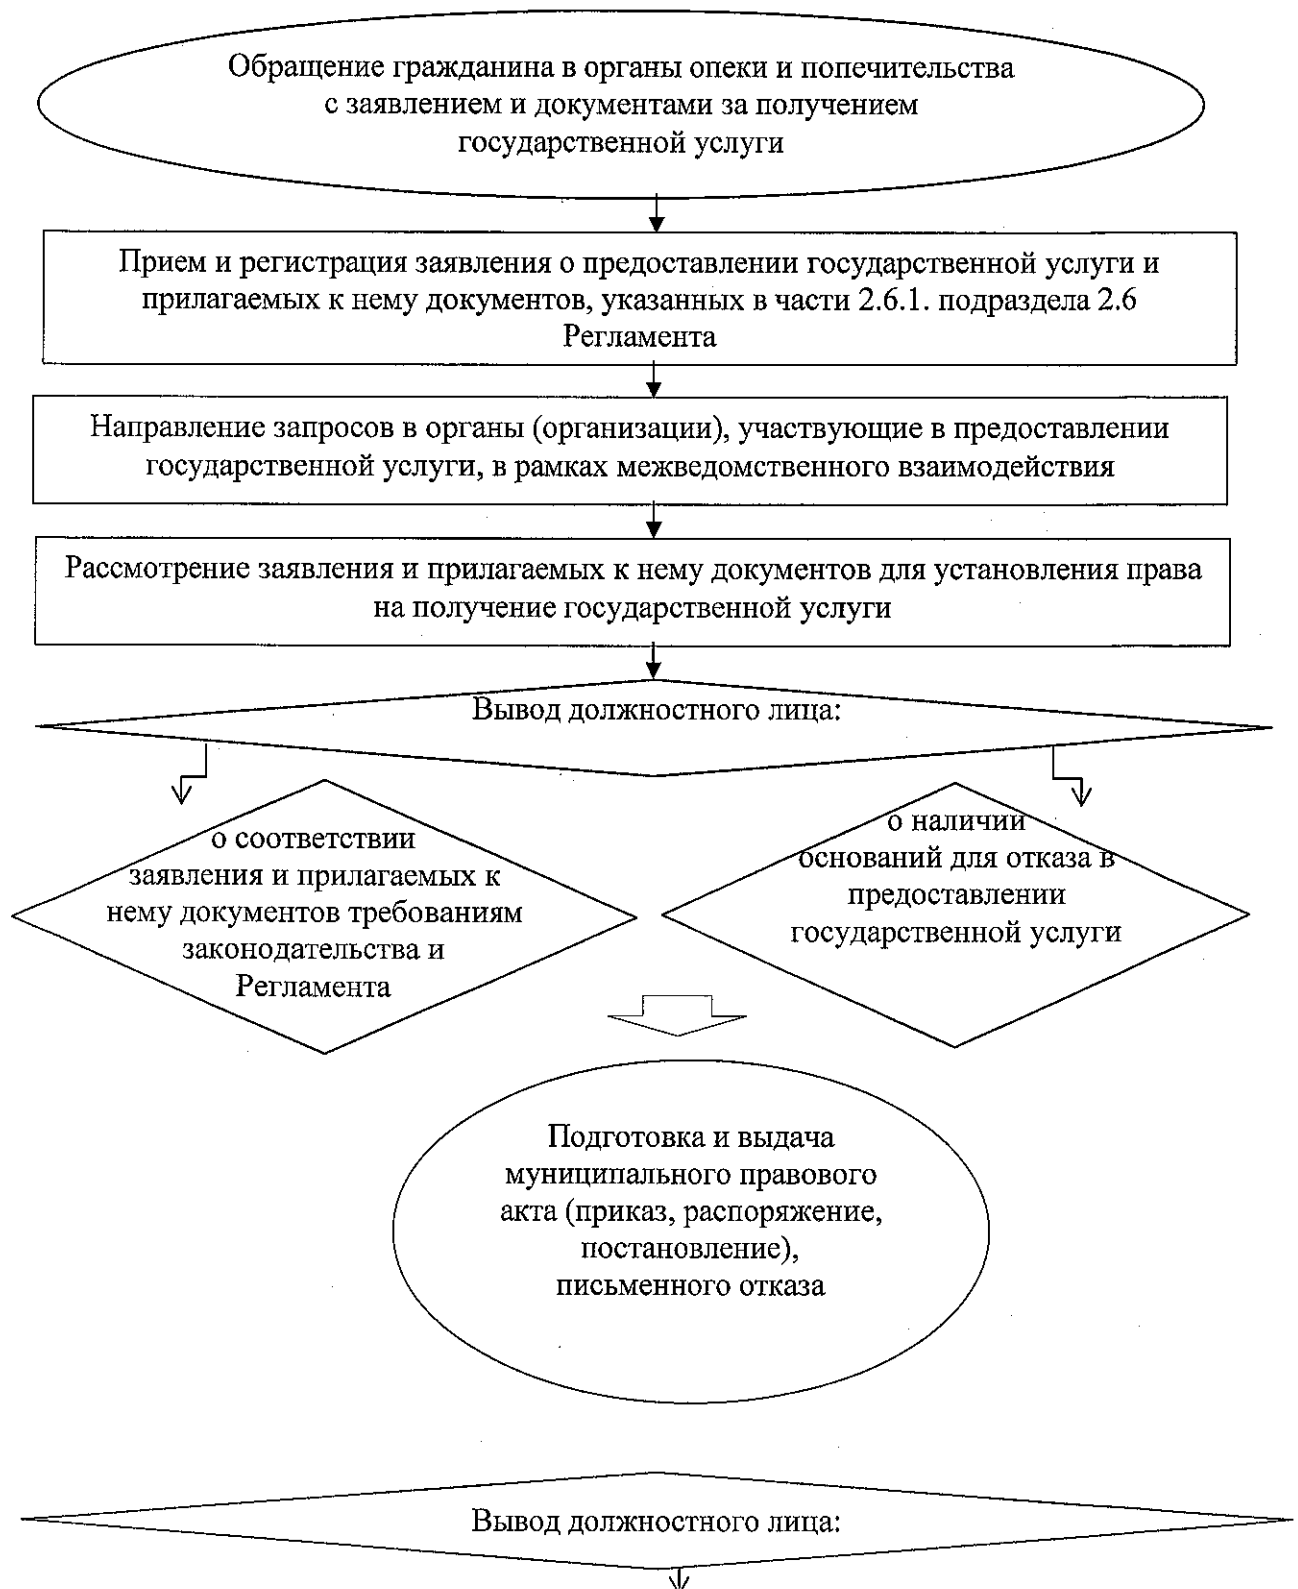 Обращение гражданина в органы опеки и попечительства
с заявлением и документами за получением
государственной услуги
Прием и регистрация заявления о предоставлении государственной услуги и
прилагаемых к нему документов, указанных в части 2.6.1. подраздела 2.6
Регламента
Направление запросов в органы (организации), участвующие в предоставлении
государственной услуги, в рамках межведомственного взаимодействия
Рассмотрение заявления и прилагаемых к нему документов для установления права
на получение государственной услуги
Вывод должностного лица:
о соответствии
заявления и прилагаемых к
нему документов требованиям
законодательства и
Регламента
о наличии
оснований для отказа в
предоставлении
государственной услуги
Подготовка и выдача
муниципального правового
акта (приказ, распоряжение,
постановление),
письменного отказа
Вывод должностного лица: